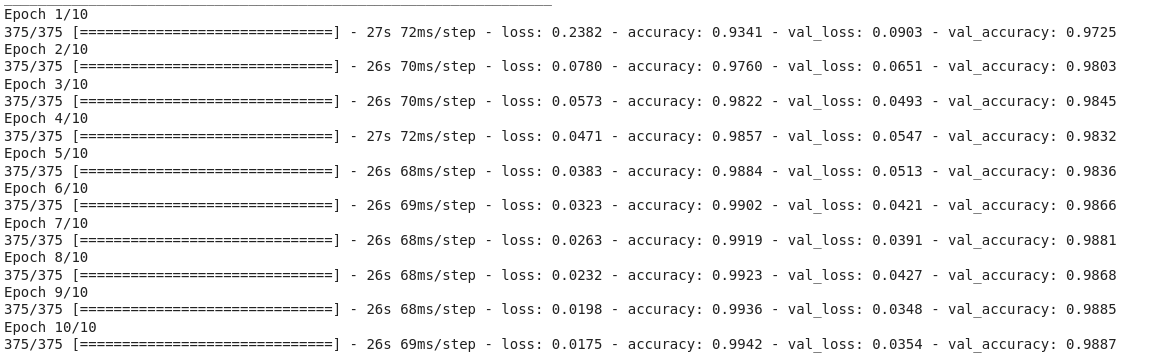 Epoch 1/10
375/375 [==============================] - 27s 72ms/step - loss: 0.2382 - accuracy: 0.9341 - val_loss: 0.0903 - val_accuracy: 0.9725
Epoch 2/10
375/375 [==============================] - 26s 70ms/step - loss: 0.0780 - accuracy: 0.9760 - val_loss: 0.0651 - val_accuracy: 0.9803
Epoch 3/10
375/375 [==============================] - 26s 70ms/step - loss: 0.0573 - accuracy: 0.9822 - val_loss: 0.0493 - val_accuracy: 0.9845
Epoch 4/10
375/375 [==============================] - 27s 72ms/step - loss: 0.0471 - accuracy: 0.9857 - val_loss: 0.0547 - val_accuracy: 0.9832
Epoch 5/10
375/375 [==============================] - 26s 68ms/step - loss: 0.0383 - accuracy: 0.9884 - val_loss: 0.0513 - val_accuracy: 0.9836
Epoch 6/10
375/375 [==============================] - 26s 69ms/step - loss: 0.0323 - accuracy: 0.9902 - val_loss: 0.0421 - val_accuracy: 0.9866
Epoch 7/10
375/375 [==============================] - 26s 68ms/step - loss: 0.0263 - accuracy: 0.9919 - val_loss: 0.0391 - val_accuracy: 0.9881
Epoch 8/10
375/375 [==============================] - 26s 68ms/step - loss: 0.0232 - accuracy: 0.9923 - val_loss: 0.0427 - val_accuracy: 0.9868
Epoch 9/10
375/375 [==============================] - 26s 68ms/step - loss: 0.0198 - accuracy: 0.9936 - val_loss: 0.0348 - val_accuracy: 0.9885
Epoch 10/10
375/375 [==============================] - 26s 69ms/step - loss: 0.0175 - accuracy: 0.9942 - val_loss: 0.0354 - val_accuracy: 0.9887